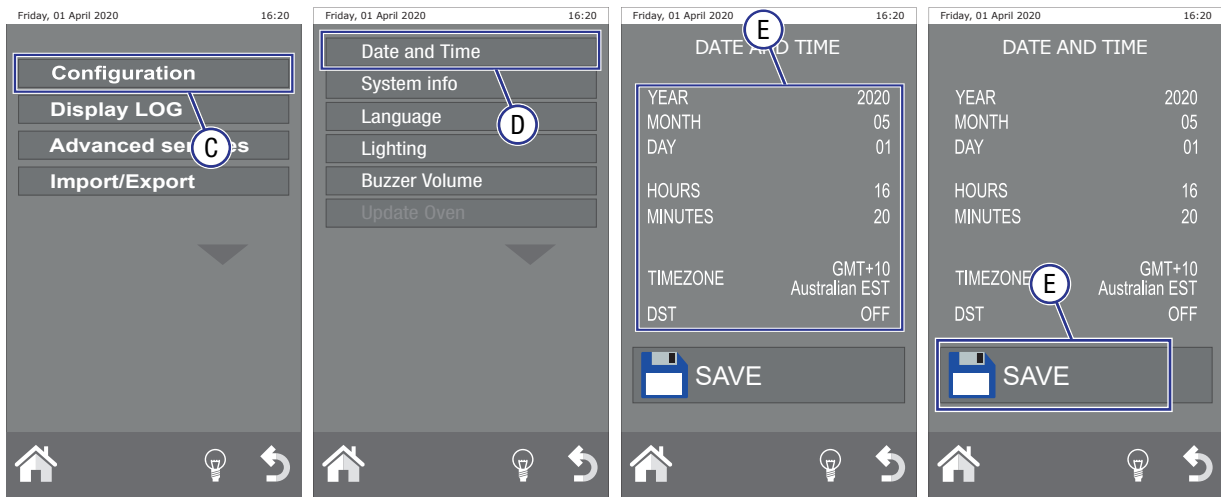 Friday, 01 April 2020 16:20
Configuration
Display LOG
C
Advanced se es
Import/Export
Friday, 01 April 2020 16:20
Date and Time
System info
Language
D
Lighting
Buzzer Volume
Update Oven
Friday, 01 April 2020 16:20
E
DATE AND TIME
YEAR 2020
MONTH 05
DAY 01
HOURS 16
MINUTES 20
TIMEZONE GMT+10
Australian EST
DST OFF
SAVE
Friday, 01 April 2020 16:20
DATE AND TIME
YEAR 2020
MONTH 05
DAY 01
HOURS 16
MINUTES 20
TIMEZONE GMT+10
Australian EST
E
DST OFF
SAVE